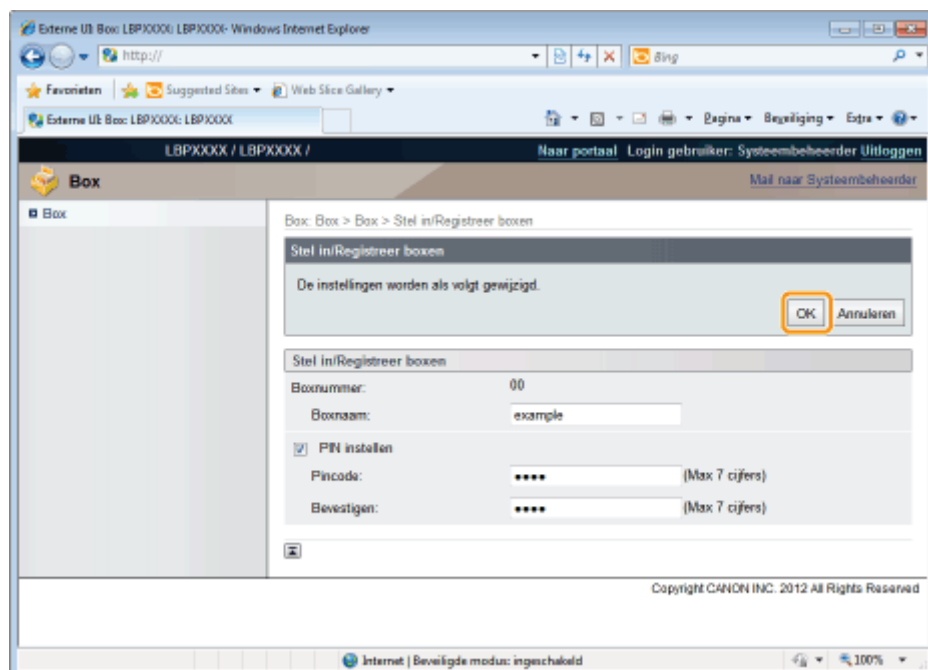 Externe UI: Box: LBPXXXX: LBPXXXX- Windows Internet Explorer
http://
Bing
Favorieten Suggested Sites Web Slice Gallery
Externe UI: Box: LBPXXXX: LBPXXXX
Pagina Beveiliging Extra
LBPXXXX / LBPXXXX /
Naar portaal Login gebruiker: Systeembeheerder Uitloggen
Box
Mail naar Systeembeheerder
Box
Box: Box > Box > Stel in/Registreer boxen
Stel in/Registreer boxen
De instellingen worden als volgt gewijzigd.
OK Annuleren
Stel in/Registreer boxen
Boxnummer: 00
Boxnaam: example
PIN instellen
Pincode: •••• (Max 7 cijfers)
Bevestigen: •••• (Max 7 cijfers)
Copyright CANON INC. 2012 All Rights Reserved
Internet | Beveiligde modus: ingeschakeld
100%